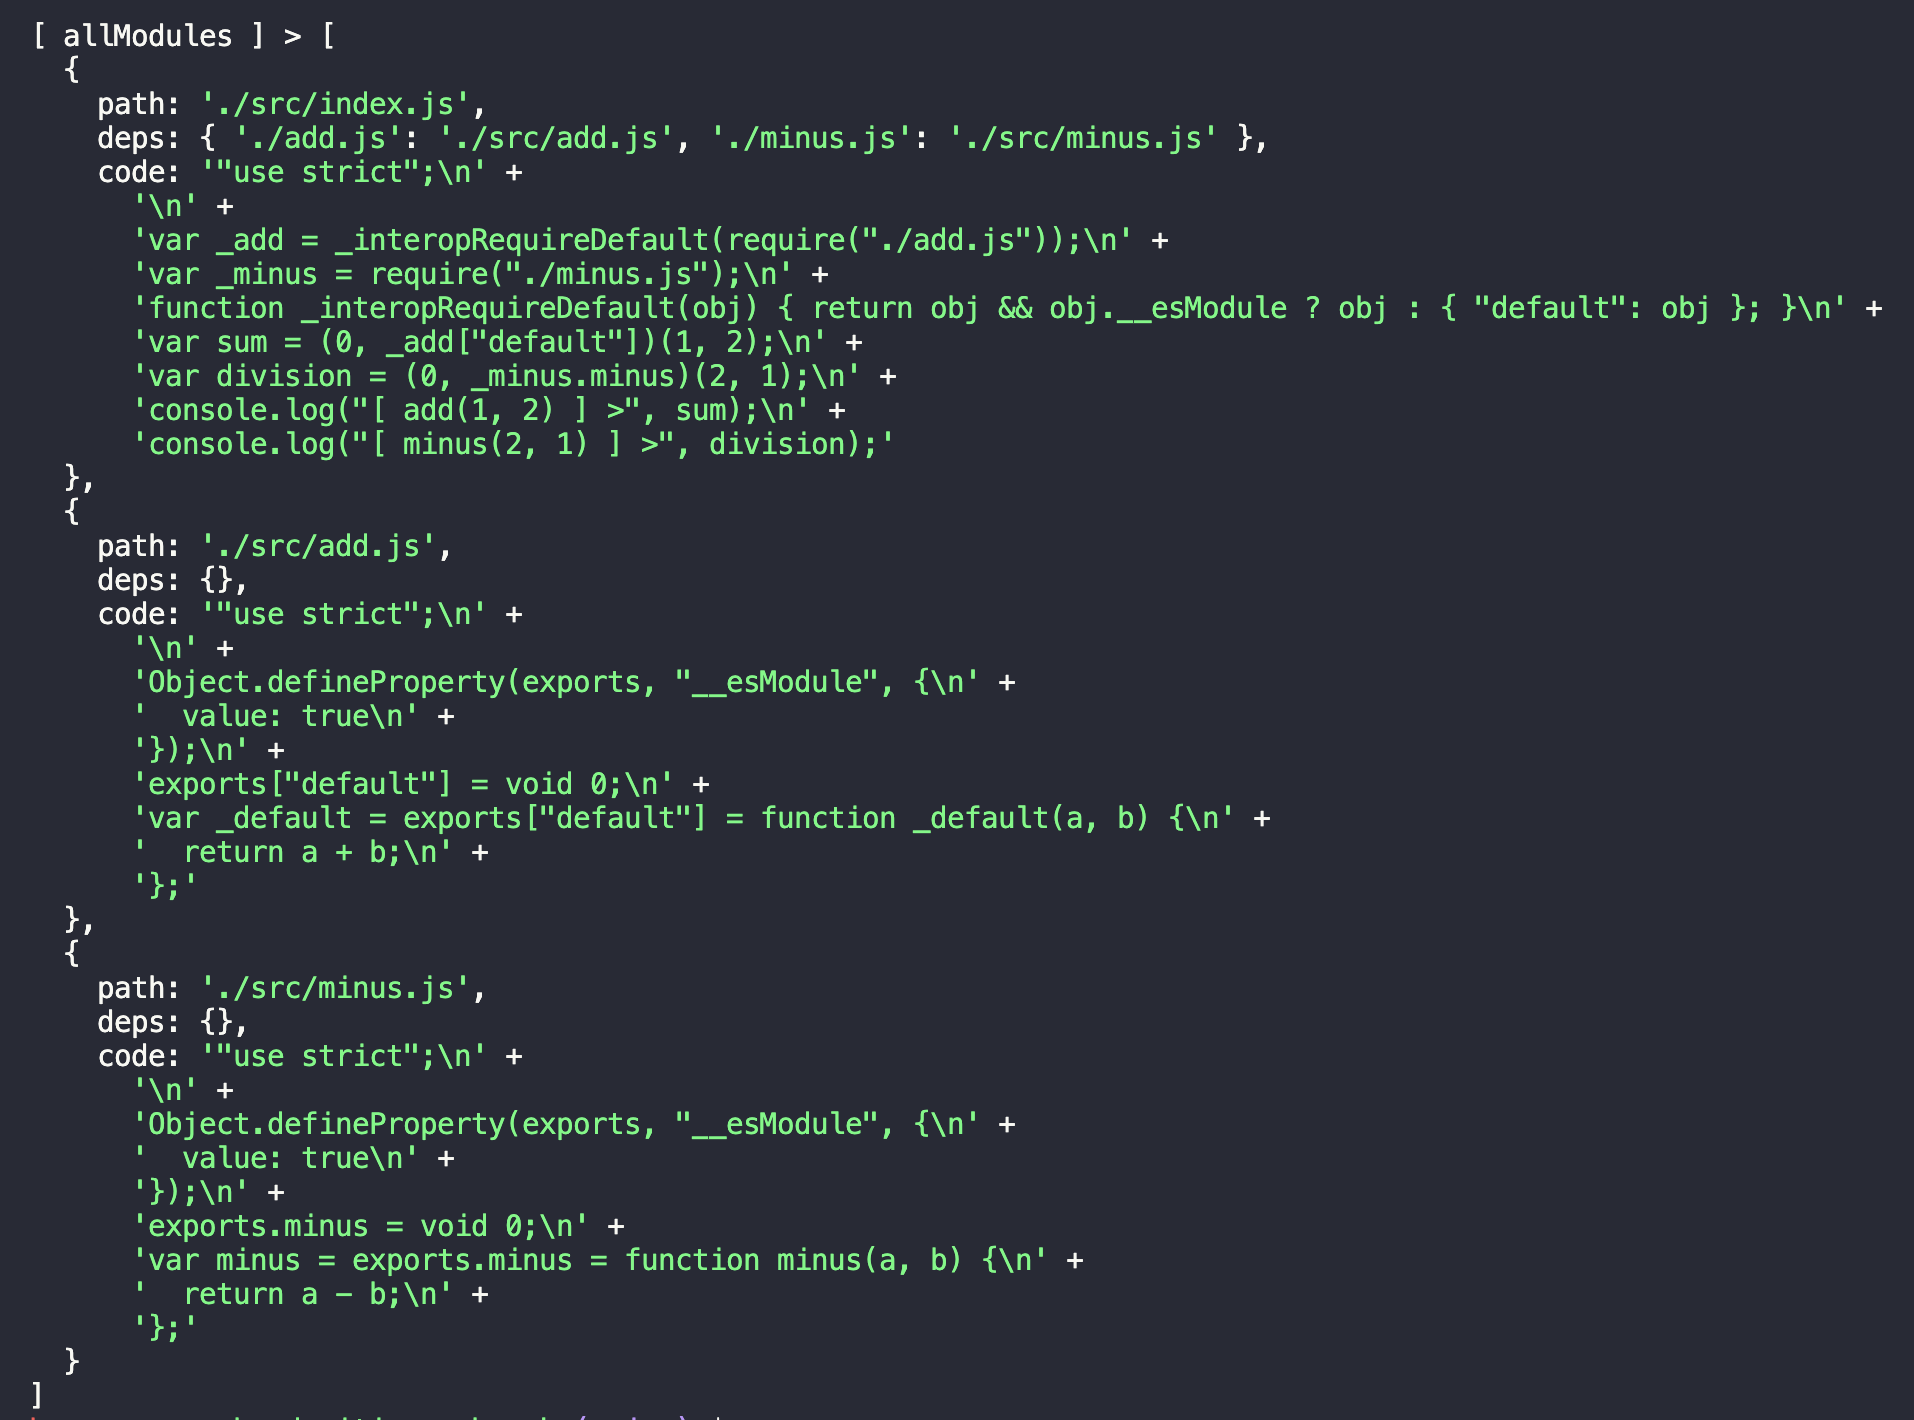 [ allModules ] > [
  {
    path: './src/index.js',
    deps: { './add.js': './src/add.js', './minus.js': './src/minus.js' },
    code: '"use strict";\n' +
      '\n' +
      'var _add = _interopRequireDefault(require("./add.js"));\n' +
      'var _minus = require("./minus.js");\n' +
      'function _interopRequireDefault(obj) { return obj && obj.__esModule ? obj : { "default": obj }; }\n' +
      'var sum = (0, _add["default"])(1, 2);\n' +
      'var division = (0, _minus.minus)(2, 1);\n' +
      'console.log("[ add(1, 2) ] >", sum);\n' +
      'console.log("[ minus(2, 1) ] >", division);'
  },
  {
    path: './src/add.js',
    deps: {},
    code: '"use strict";\n' +
      '\n' +
      'Object.defineProperty(exports, "__esModule", {\n' +
      '  value: true\n' +
      '});\n' +
      'exports["default"] = void 0;\n' +
      'var _default = exports["default"] = function _default(a, b) {\n' +
      '  return a + b;\n' +
      '};'
  },
  {
    path: './src/minus.js',
    deps: {},
    code: '"use strict";\n' +
      '\n' +
      'Object.defineProperty(exports, "__esModule", {\n' +
      '  value: true\n' +
      '});\n' +
      'exports.minus = void 0;\n' +
      'var minus = exports.minus = function minus(a, b) {\n' +
      '  return a - b;\n' +
      '};'
  }
]